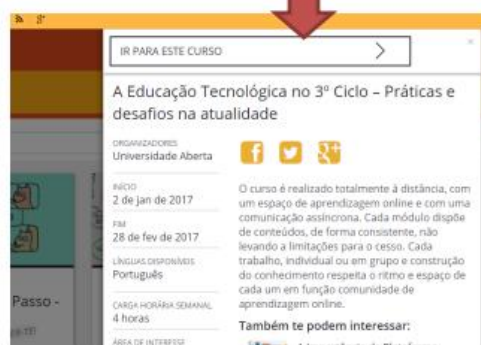 IR PARA ESTE CURSO
A Educação Tecnológica no 3º Ciclo – Práticas e
desafios na atualidade
ORGANIZADORES
Universidade Aberta
INÍCIO
2 de jan de 2017
FIM
28 de fev de 2017
LÍNGUAS DISPONÍVEIS
Português
CARGA HORÁRIA SEMANAL
4 horas
ÁREA DE INTERESSE
O curso é realizado totalmente à distância, com
um espaço de aprendizagem online e com uma
comunicação assíncrona. Cada módulo dispõe
de conteúdos, de forma consistente, não
levando a limitações para o cesso. Cada
trabalho, individual ou em grupo e construção
do conhecimento respeita o ritmo e espaço de
cada um em função comunidade de
aprendizagem online.
Também te podem interessar:
Passo -